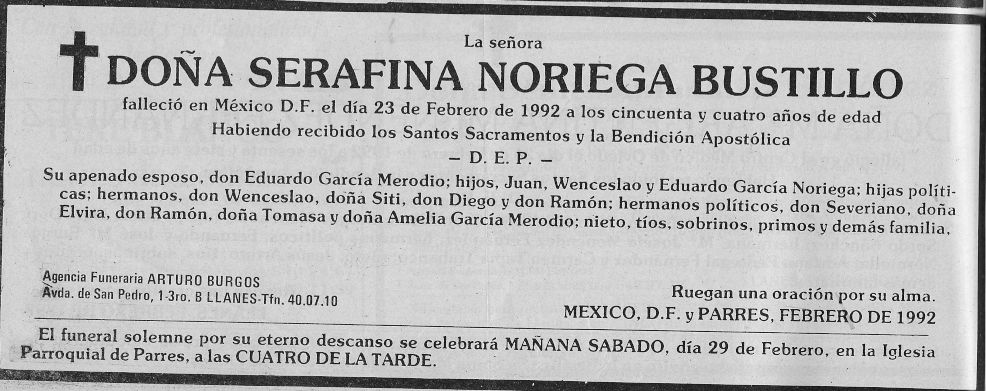 La señora
DOÑA SERAFINA NORIEGA BUSTILLO
falleció en México D.F. el día 23 de Febrero de 1992 a los cincuenta y cuatro años de edad
Habiendo recibido los Santos Sacramentos y la Bendición Apostólica
— D. E. P. —
Su apenado esposo, don Eduardo García Merodio; hijos, Juan, Wenceslao y Eduardo García Noriega; hijas políti-
cas; hermanos, don Wenceslao, doña Siti, don Diego y don Ramón; hermanos políticos, don Severiano, doña
Elvira, don Ramón, doña Tomasa y doña Amelia García Merodio; nieto, tíos, sobrinos, primos y demás familia,
Agencia Funeraria ARTURO BURGOS
Avda. de San Pedro, 1-3ro. B LLANES-Tfn. 40.07.10
Ruegan una oración por su alma.
MEXICO, D.F. y PARRES, FEBRERO DE 1992
El funeral solemne por su eterno descanso se celebrará MAÑANA SABADO, día 29 de Febrero, en la Iglesia
Parroquial de Parres, a las CUATRO DE LA TARDE.